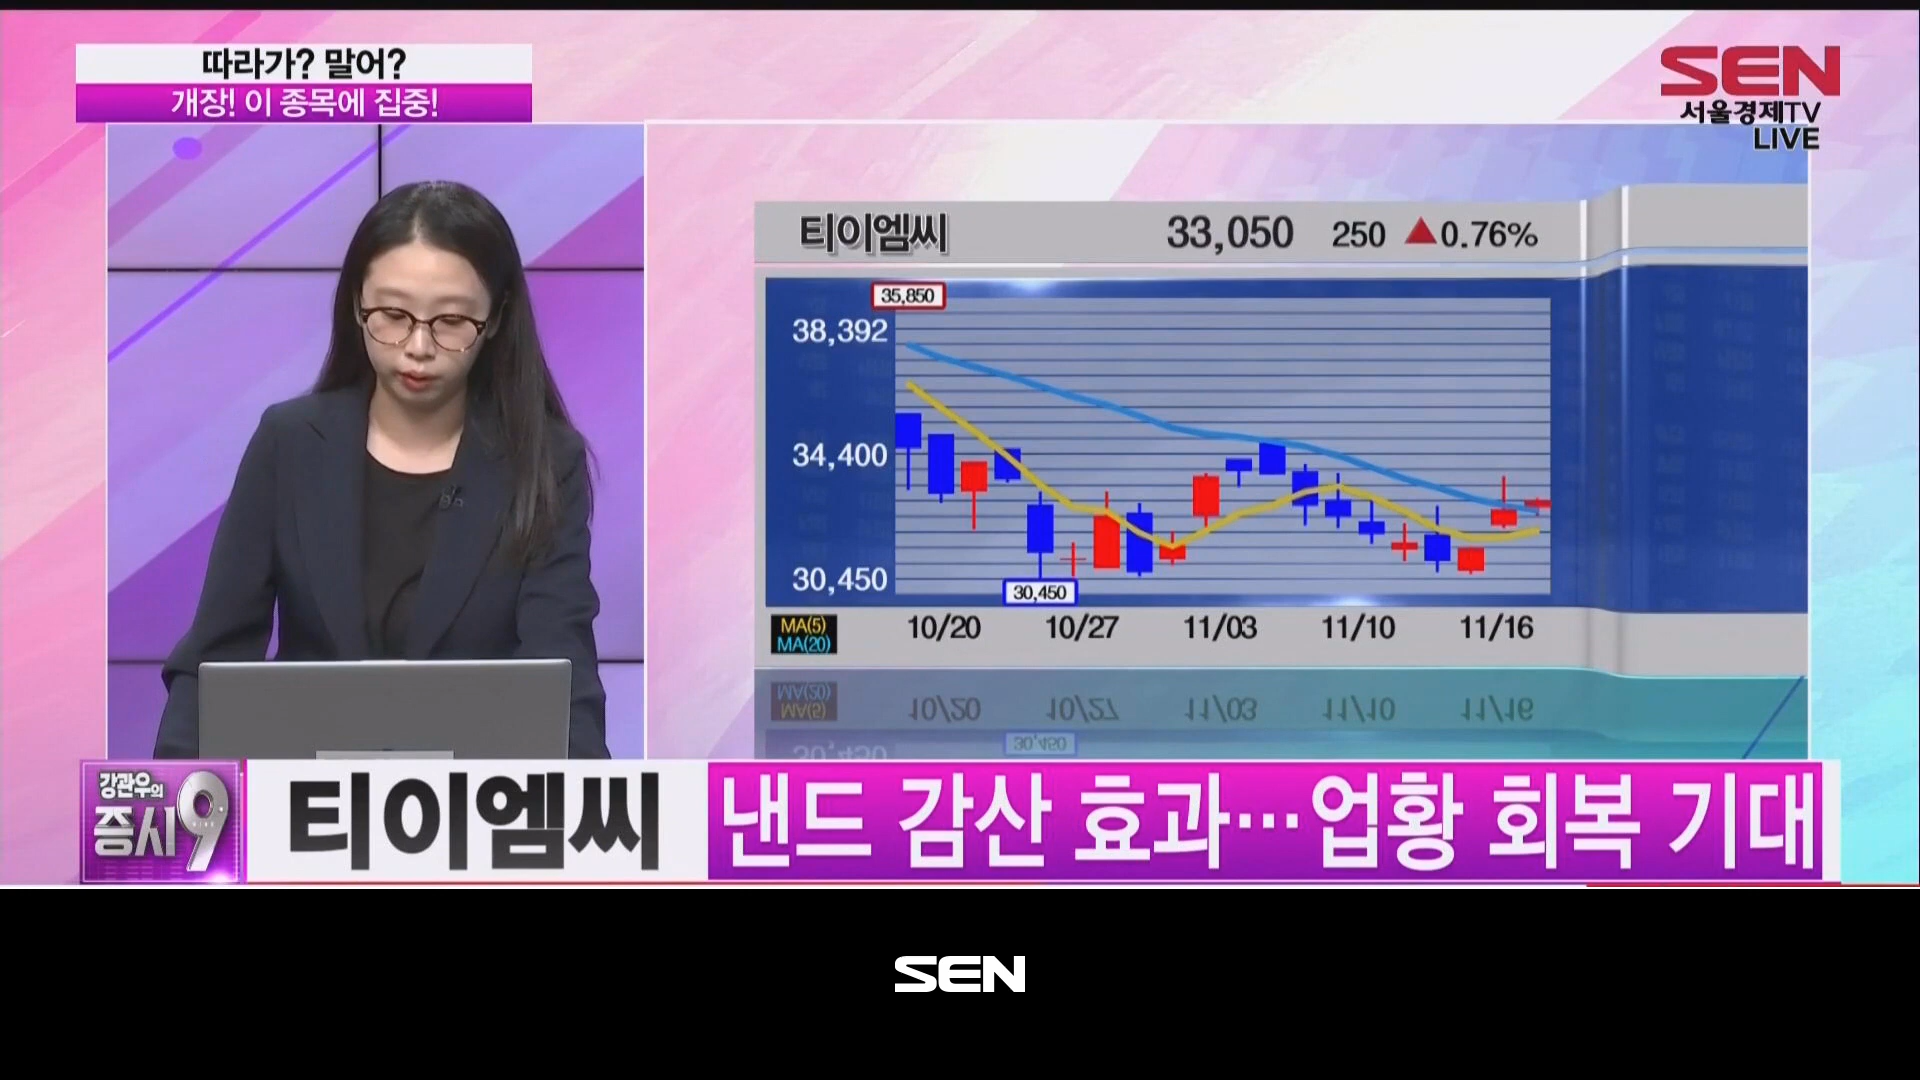 따라가? 말어?
개장! 이 종목에 집중!
SEN
서울경제TV
LIVE
티이엠씨 33,050 250 ▲0.76%
35,850
38,392
34,400
30,450
30,450
MA(5)
MA(20)
10/20 10/27 11/03 11/10 11/16
강관우의
증시9
티이엠씨 낸드 감산 효과…업황 회복 기대
SEN